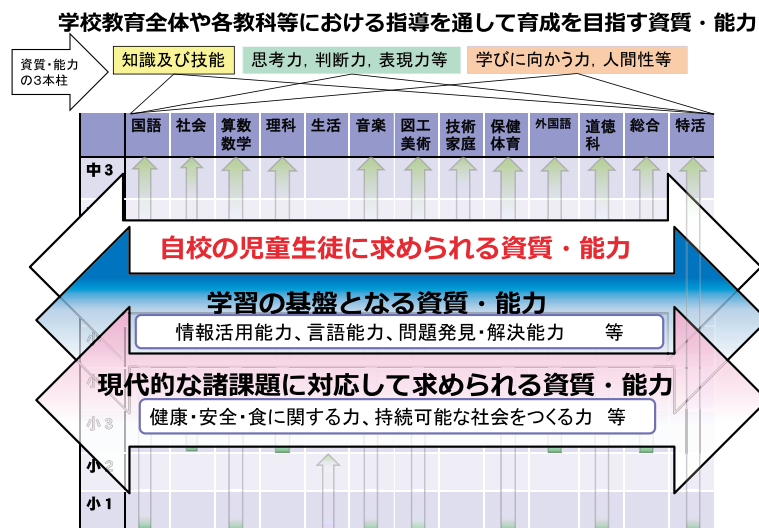 学校教育全体や各教科等における指導を通して育成を目指す資質・能力
資質・能力
の3本柱
知識及び技能
思考力，判断力，表現力等
学びに向かう力，人間性等
国語
社会
算数
数学
理科
生活
音楽
図工
美術
技術
家庭
保健
体育
外国語
道徳
科
総合
特活
中3
自校の児童生徒に求められる資質・能力
学習の基盤となる資質・能力
情報活用能力、言語能力、問題発見・解決能力　等
現代的な諸課題に対応して求められる資質・能力
健康・安全・食に関する力、持続可能な社会をつくる力　等
小3
小2
小1